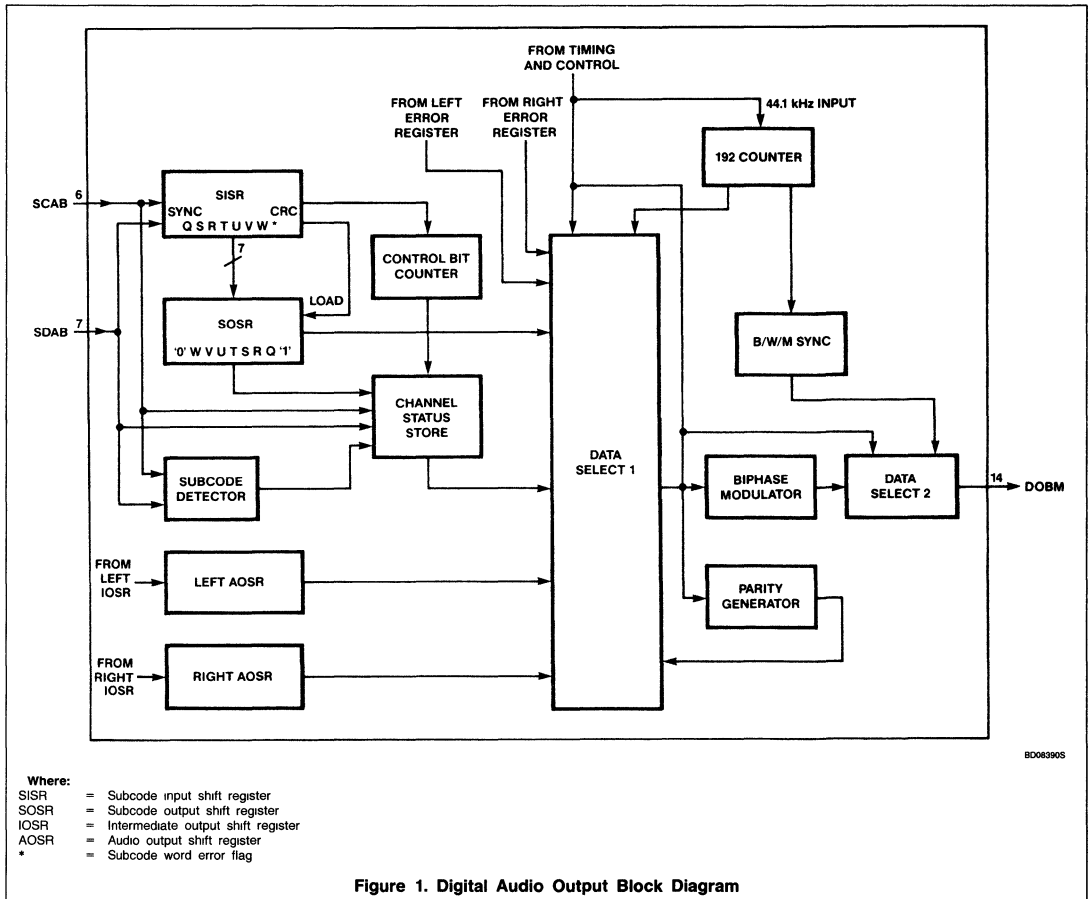 FROM TIMING
AND CONTROL
FROM LEFT
ERROR
REGISTER
FROM RIGHT
ERROR
REGISTER
44.1 kHz INPUT
192 COUNTER
SCAB
6
SISR
SYNC CRC
Q S R T U V W *
7
CONTROL BIT
COUNTER
LOAD
SDAB
7
SOSR
'0' W V U T S R Q '1'
B/W/M SYNC
CHANNEL
STATUS
STORE
DATA
SELECT 1
SUBCODE
DETECTOR
BIPHASE
MODULATOR
DATA
SELECT 2
14
DOBM
FROM
LEFT
IOSR
LEFT AOSR
PARITY
GENERATOR
FROM
RIGHT
IOSR
RIGHT AOSR
BD08390S
Where:
SISR = Subcode input shift register
SOSR = Subcode output shift register
IOSR = Intermediate output shift register
AOSR = Audio output shift register
* = Subcode word error flag
Figure 1. Digital Audio Output Block Diagram